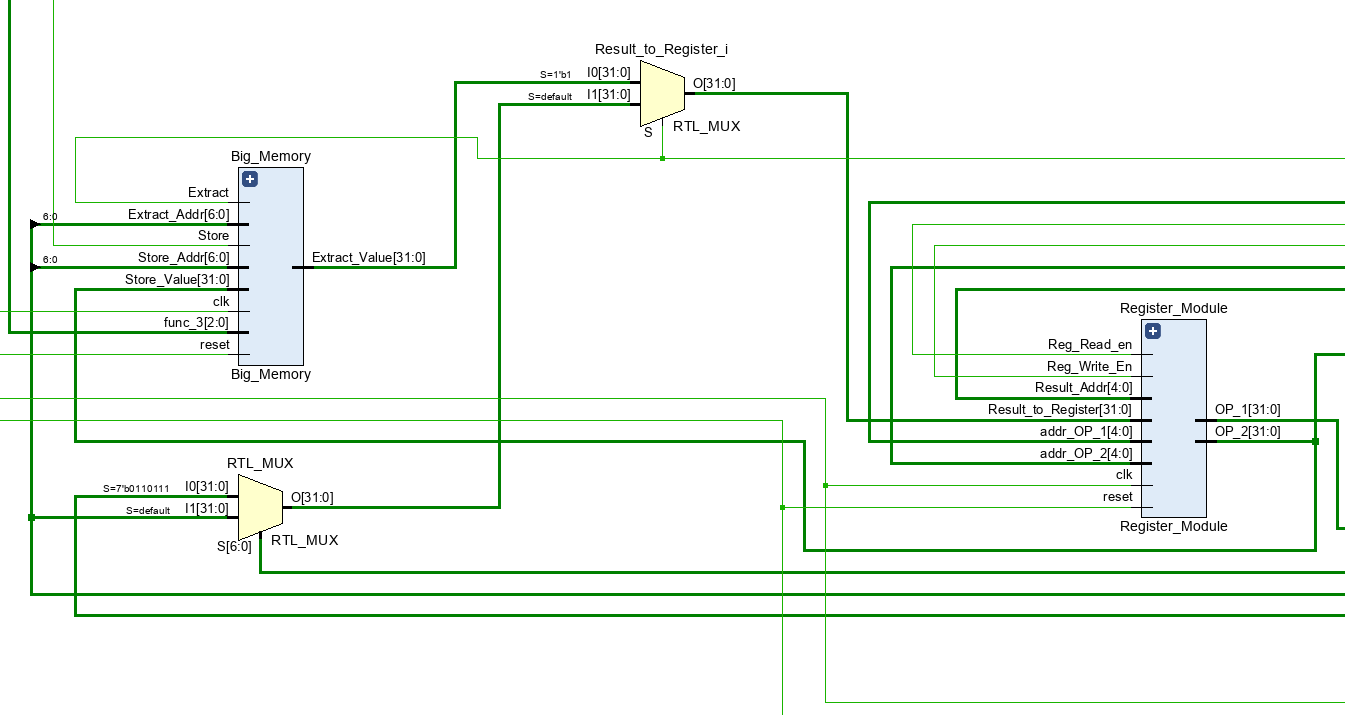 Result_to_Register_i
S=1'b1 I0[31:0]
S=default I1[31:0]
O[31:0]
S
RTL_MUX
Big_Memory
Extract
6:0 Extract_Addr[6:0]
Store
6:0 Store_Addr[6:0]
Store_Value[31:0]
clk
func_3[2:0]
reset
Extract_Value[31:0]
Big_Memory
Register_Module
Reg_Read_en
Reg_Write_En
Result_Addr[4:0]
Result_to_Register[31:0]
addr_OP_1[4:0]
addr_OP_2[4:0]
clk
reset
OP_1[31:0]
OP_2[31:0]
Register_Module
RTL_MUX
S=7'b0110111 I0[31:0]
S=default I1[31:0]
O[31:0]
S[6:0]
RTL_MUX